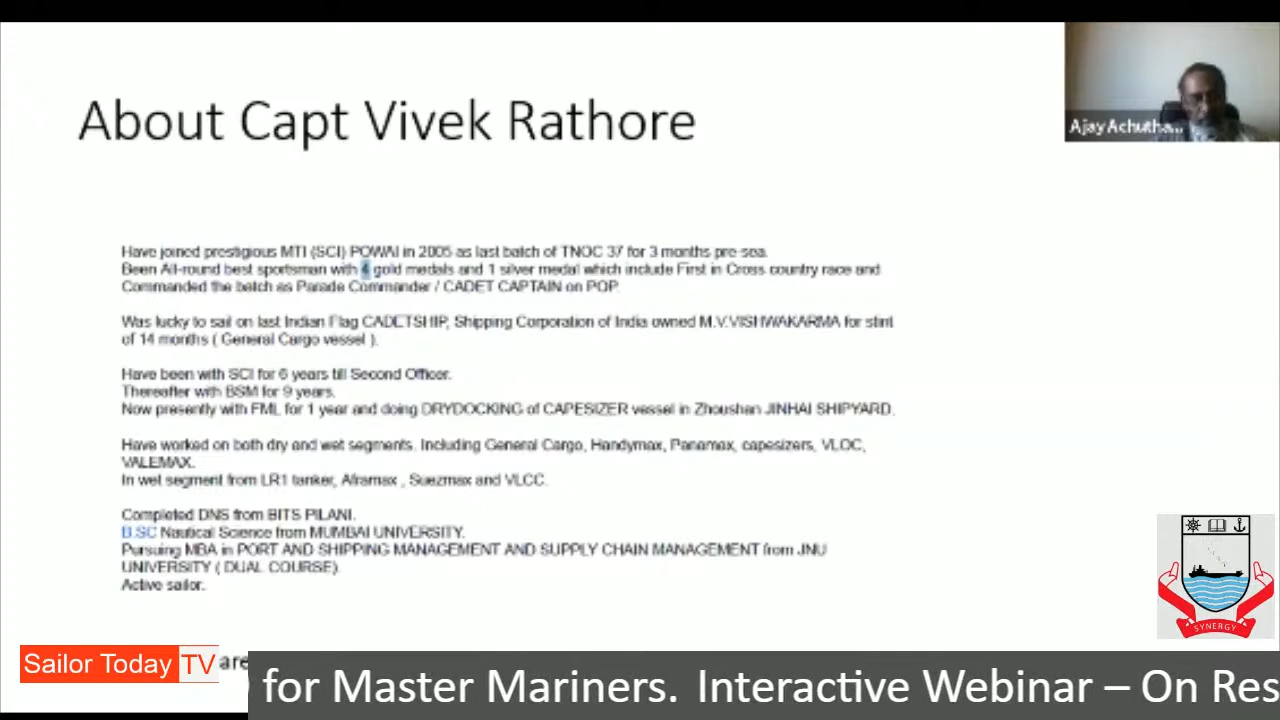 About Capt Vivek Rathore
Ajay Achutha
Have joined prestigious MTI (SCI) POWAI in 2005 as last batch of TNOC 37 for 3 months pre-sea.
Been All-round best sportsman with 4 gold medals and 1 silver medal which include First in Cross country race and
Commanded the batch as Parade Commander / CADET CAPTAIN on POP.
Was lucky to sail on last Indian Flag CADETSHIP, Shipping Corporation of India owned M.V.VISHWAKARMA for stint
of 14 months ( General Cargo vessel ).
Have been with SCI for 6 years till Second Officer.
Thereafter with BSM for 9 years.
Now presently with FML for 1 year and doing DRYDOCKING of CAPESIZER vessel in Zhoushan JINHAI SHIPYARD.
Have worked on both dry and wet segments. Including General Cargo, Handymax, Panamax, capesizers, VLOC,
VALEMAX.
In wet segment from LR1 tanker, Aframax , Suezmax and VLCC.
Completed DNS from BITS PILANI.
B.SC Nautical Science from MUMBAI UNIVERSITY.
Pursuing MBA in PORT AND SHIPPING MANAGEMENT AND SUPPLY CHAIN MANAGEMENT from JNU
UNIVERSITY ( DUAL COURSE).
Active sailor.
SYNERGY
Sailor Today TV
are
for Master Mariners. Interactive Webinar – On Res